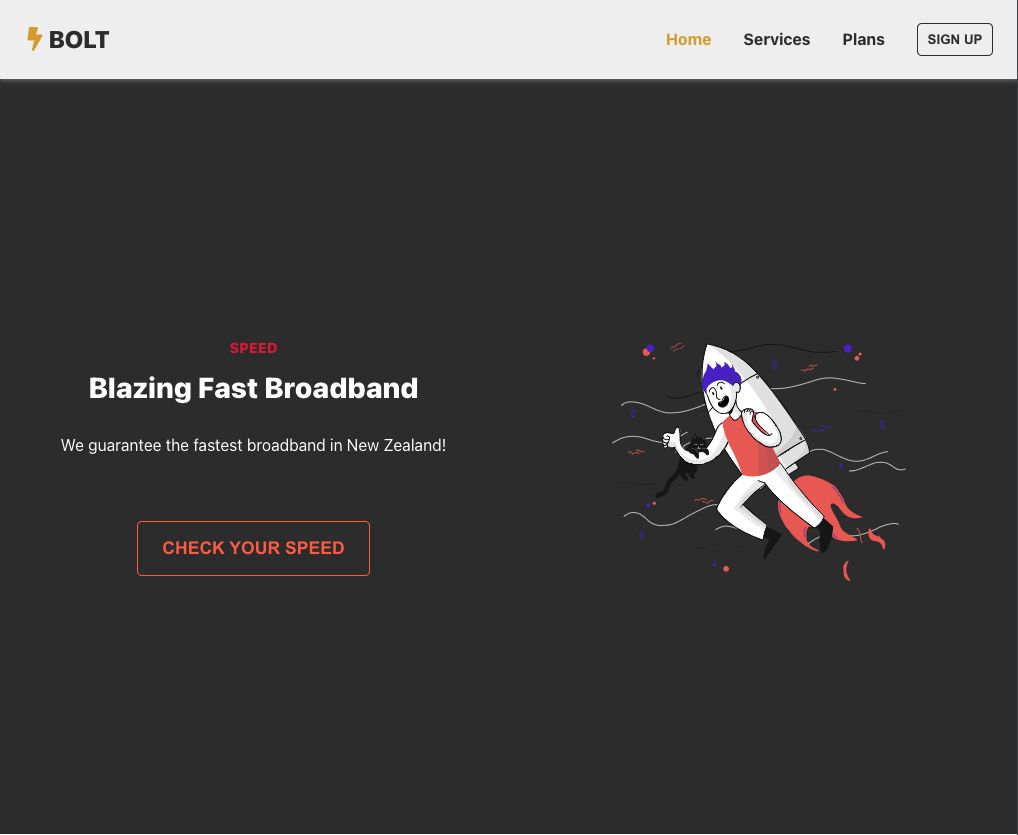 BOLT
Home
Services
Plans
SIGN UP
SPEED
Blazing Fast Broadband
We guarantee the fastest broadband in New Zealand!
CHECK YOUR SPEED